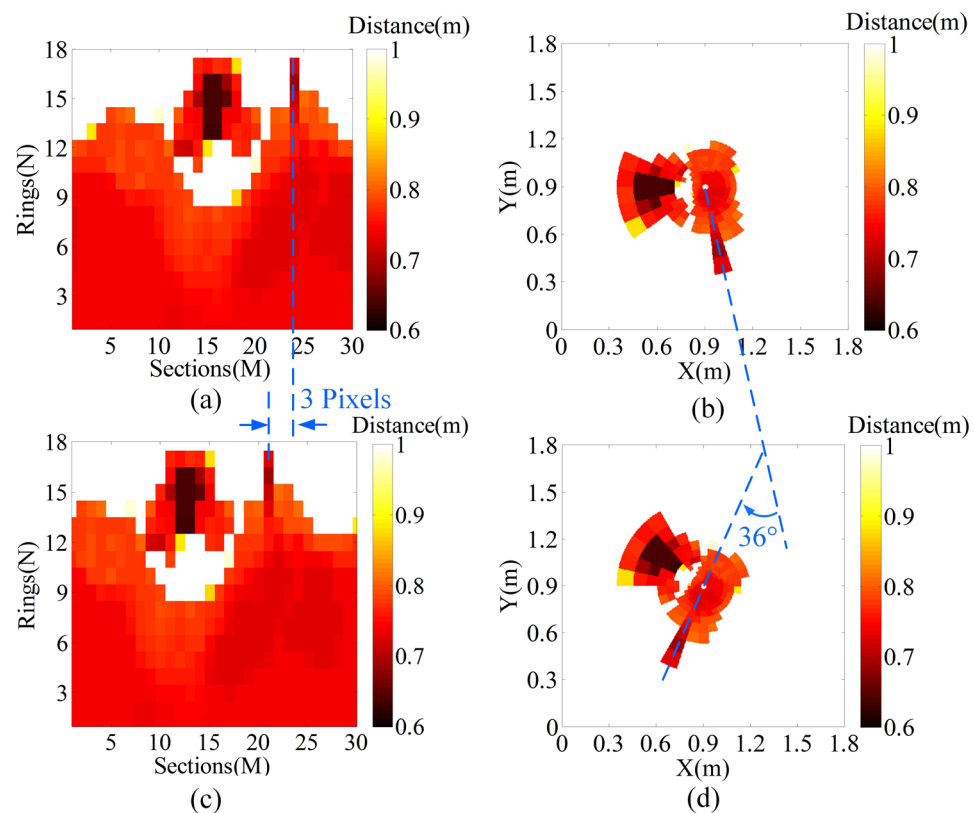 Distance(m)
18
15
12
9
6
3
Rings(N)
5 10 15 20 25 30
Sections(M)
1
0.9
0.8
0.7
0.6
(a)
Distance(m)
1.8
1.5
1.2
0.9
0.6
0.3
0
Y(m)
0 0.3 0.6 0.9 1.2 1.5 1.8
X(m)
1
0.9
0.8
0.7
0.6
(b)
3 Pixels
Distance(m)
18
15
12
9
6
3
Rings(N)
5 10 15 20 25 30
Sections(M)
1
0.9
0.8
0.7
0.6
(c)
Distance(m)
1.8
1.5
1.2
0.9
0.6
0.3
0
Y(m)
36°
0 0.3 0.6 0.9 1.2 1.5 1.8
X(m)
1
0.9
0.8
0.7
0.6
(d)